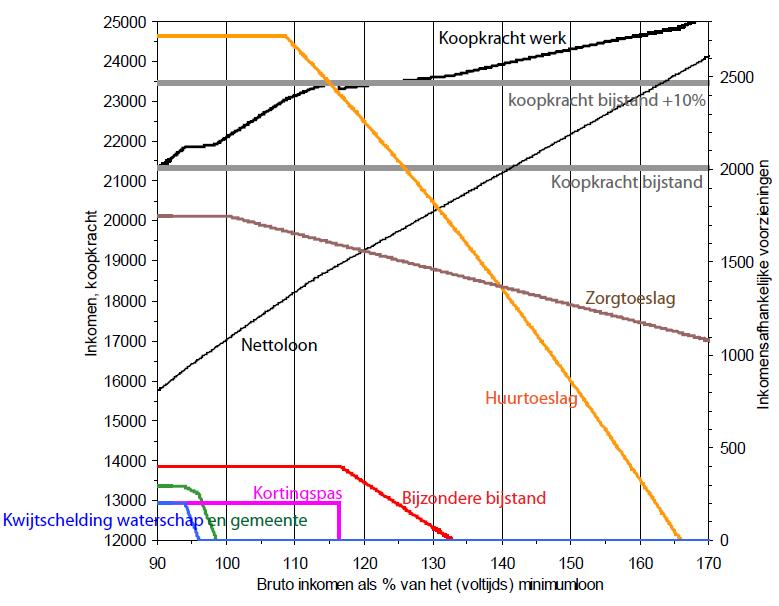 25000
24000
23000
22000
21000
20000
19000
18000
17000
16000
15000
14000
13000
12000
Inkomen, koopkracht
Koopkracht werk
koopkracht bijstand +10%
Koopkracht bijstand
Zorgtoeslag
Nettoloon
Huurtoeslag
Kortingspas
Bijzondere bijstand
Kwijtschelding waterschap en gemeente
2500
2000
1500
1000
500
0
Inkomensafhankelijke voorzieningen
90 100 110 120 130 140 150 160 170
Bruto inkomen als % van het (voltijds) minimumloon